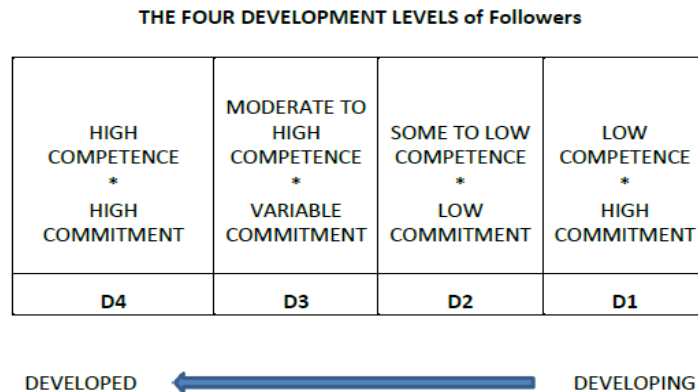 THE FOUR DEVELOPMENT LEVELS of Followers
HIGH
COMPETENCE
*
HIGH
COMMITMENT
MODERATE TO
HIGH
COMPETENCE
*
VARIABLE
COMMITMENT
SOME TO LOW
COMPETENCE
*
LOW
COMMITMENT
LOW
COMPETENCE
*
HIGH
COMMITMENT
D4
D3
D2
D1
DEVELOPED
DEVELOPING